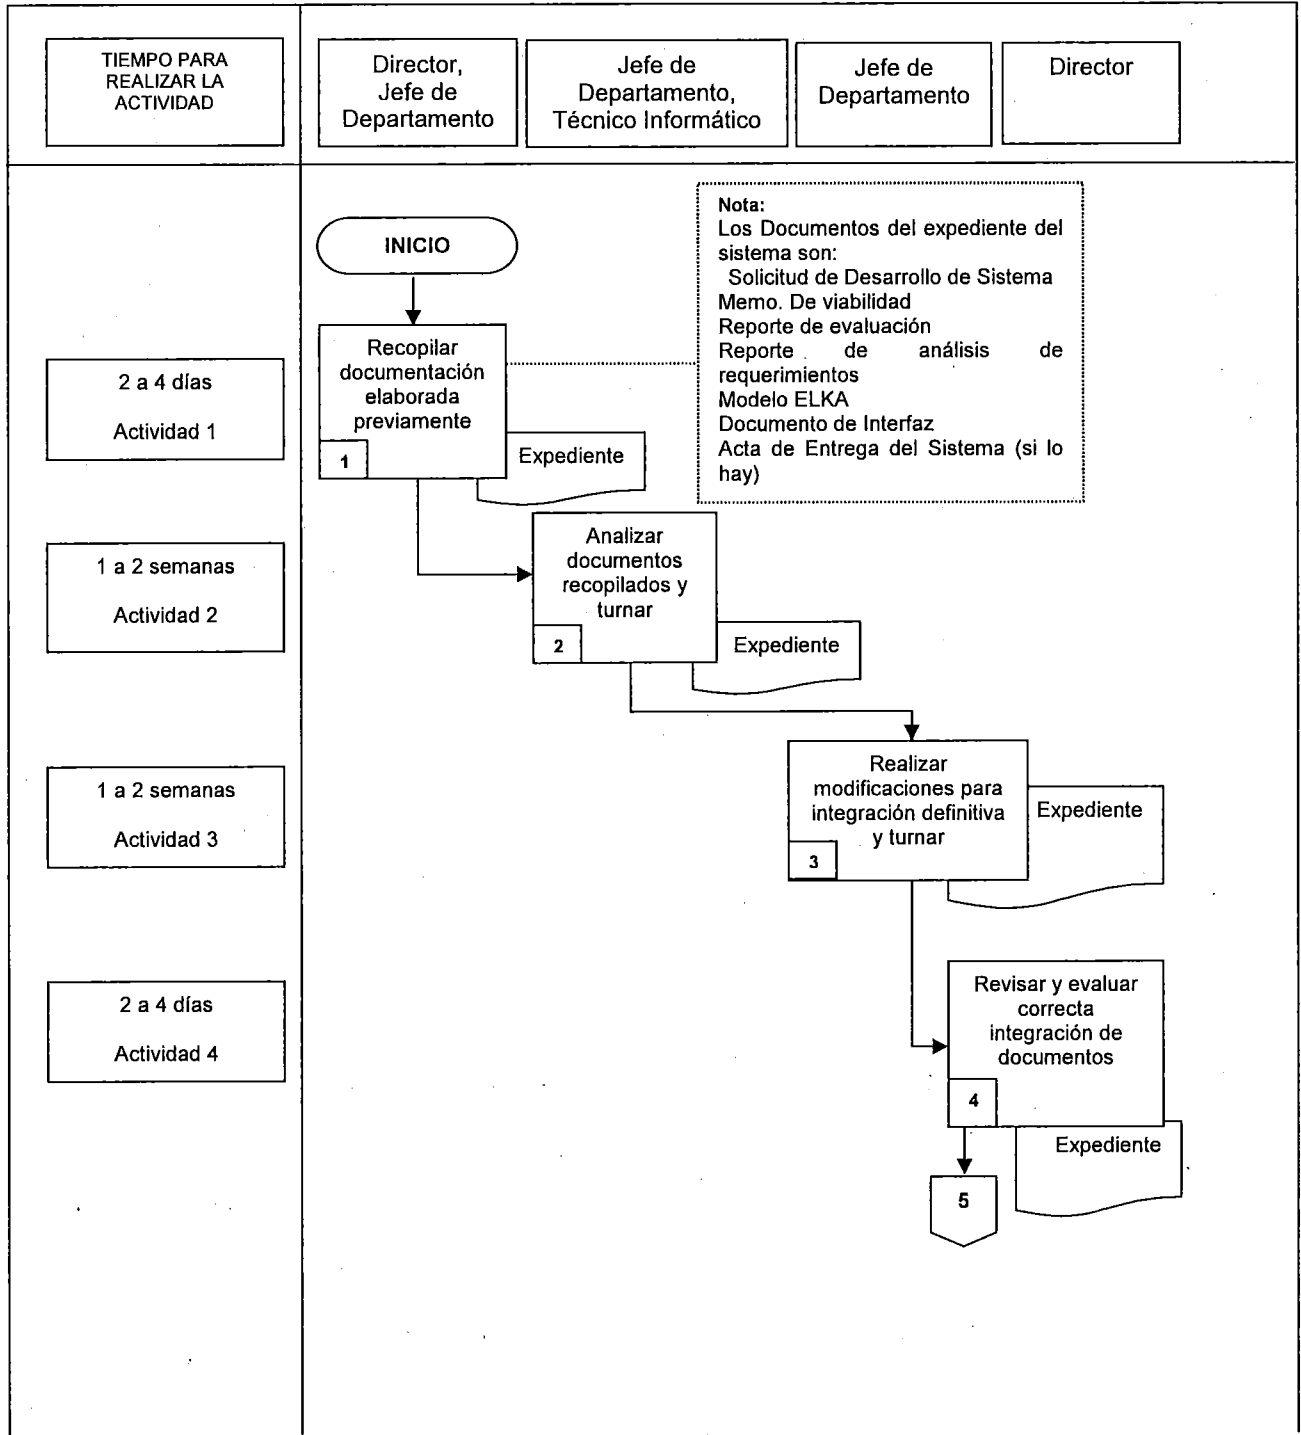 TIEMPO PARA
REALIZAR LA
ACTIVIDAD
Director,
Jefe de
Departamento
Jefe de
Departamento,
Técnico Informático
Jefe de
Departamento
Director
INICIO
Nota:
Los Documentos del expediente del
sistema son:
Solicitud de Desarrollo de Sistema
Memo. De viabilidad
Reporte de evaluación
Reporte de análisis de
requerimientos
Modelo ELKA
Documento de Interfaz
Acta de Entrega del Sistema (si lo
hay)
2 a 4 días
Actividad 1
Recopilar
documentación
elaborada
previamente
1
Expediente
1 a 2 semanas
Actividad 2
Analizar
documentos
recopilados y
turnar
2
Expediente
1 a 2 semanas
Actividad 3
Realizar
modificaciones para
integración definitiva
y turnar
3
Expediente
2 a 4 días
Actividad 4
Revisar y evaluar
correcta
integración de
documentos
4
Expediente
5